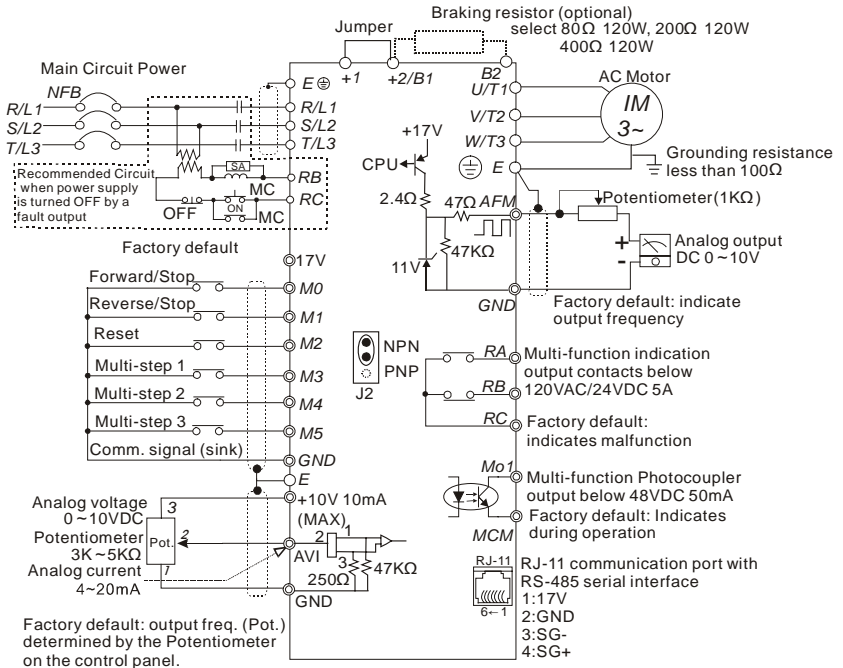 Braking resistor (optional)
select 80Ω 120W, 200Ω 120W
400Ω 120W
Jumper
+1
+2/B1
B2
Main Circuit Power
NFB
R/L1
S/L2
T/L3
E
R/L1
S/L2
T/L3
U/T1
V/T2
W/T3
E
AC Motor
IM
3~
Grounding resistance
less than 100Ω
Recommended Circuit
when power supply
is turned OFF by a
fault output
SA
MC
OFF
ON
MC
RB
RC
+17V
CPU
2.4Ω
47Ω
AFM
47KΩ
11V
GND
Potentiometer(1KΩ)
+
-
Analog output
DC 0~10V
Factory default: indicate
output frequency
Factory default
17V
Forward/Stop
M0
Reverse/Stop
M1
Reset
M2
Multi-step 1
M3
Multi-step 2
M4
Multi-step 3
M5
Comm. signal (sink)
GND
E
NPN
PNP
J2
RA
RB
RC
Multi-function indication
output contacts below
120VAC/24VDC 5A
Factory default:
indicates malfunction
Mo1
MCM
Multi-function Photocoupler
output below 48VDC 50mA
Factory default: Indicates
during operation
Analog voltage
0~10VDC
Potentiometer
3K~5KΩ
Analog current
4~20mA
3
Pot.
2
1
+10V 10mA
(MAX)
AVI
GND
1
2
3
250Ω
47KΩ
RJ-11
6←1
RJ-11 communication port with
RS-485 serial interface
1:17V
2:GND
3:SG-
4:SG+
Factory default: output freq. (Pot.)
determined by the Potentiometer
on the control panel.